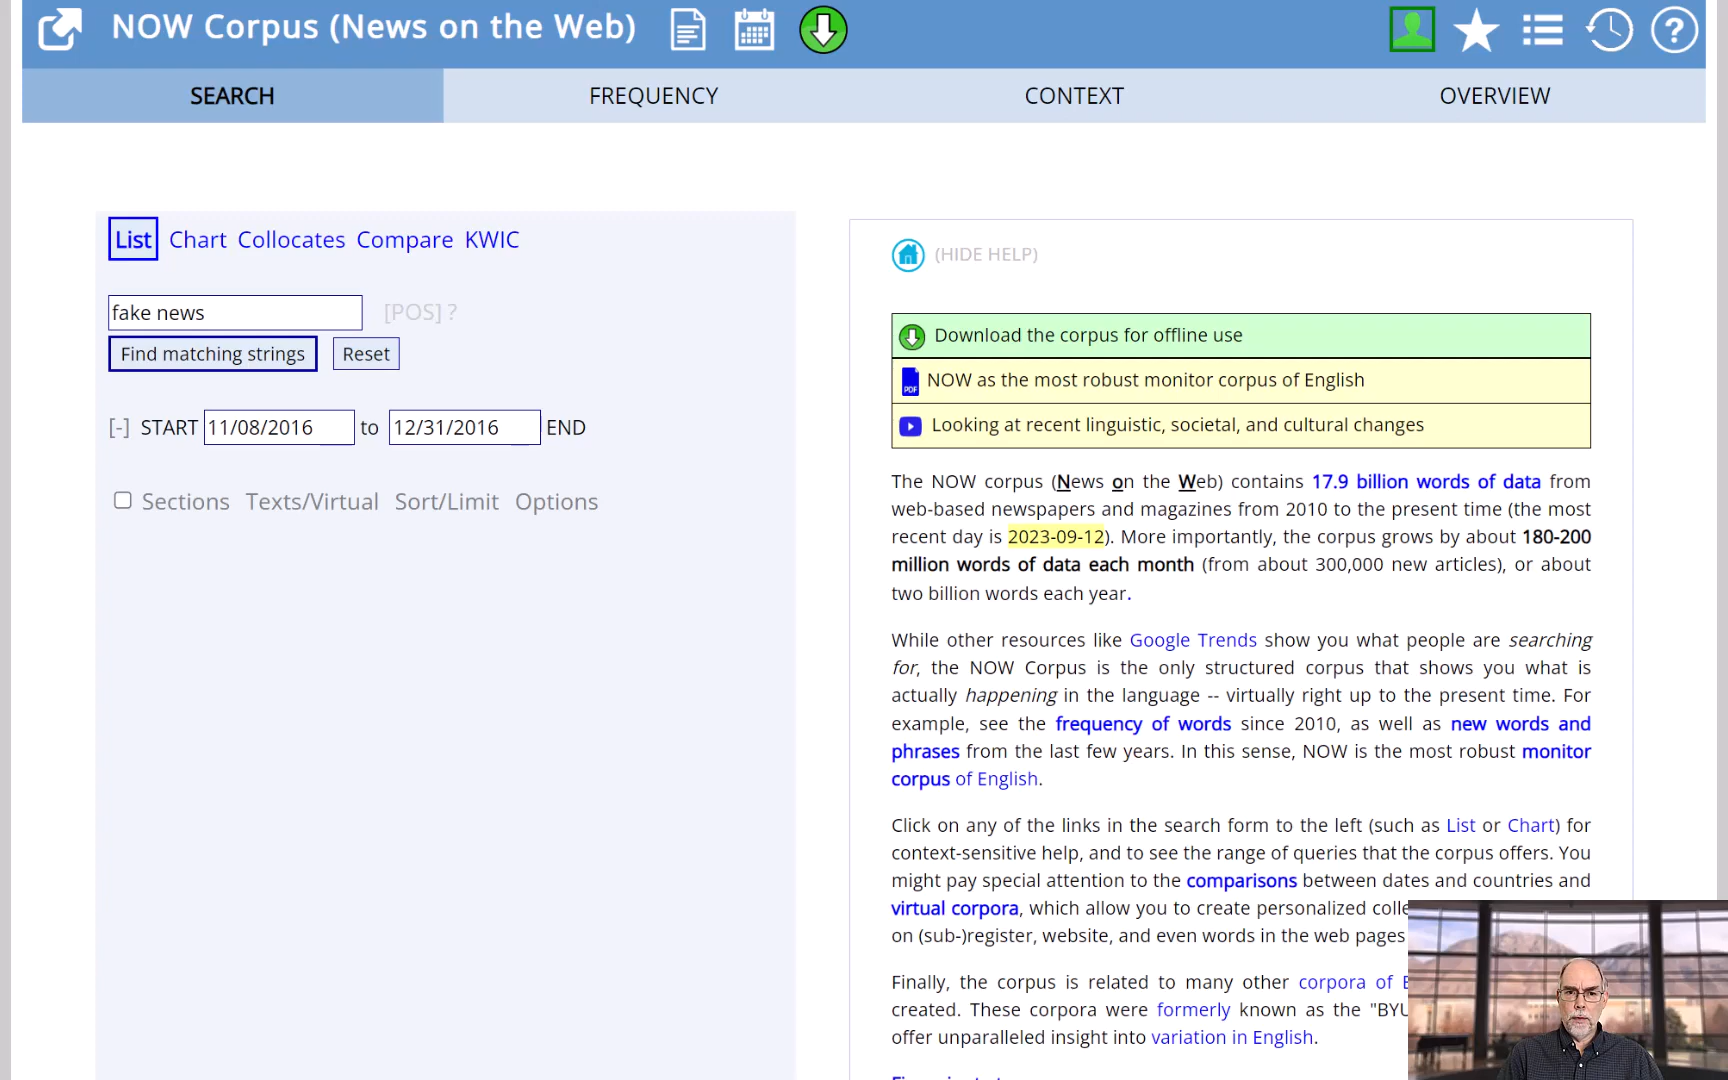 NOW Corpus (News on the Web)
SEARCH FREQUENCY CONTEXT OVERVIEW
List Chart Collocates Compare KWIC
fake news [POS] ?
Find matching strings Reset
[-] START 11/08/2016 to 12/31/2016 END
Sections Texts/Virtual Sort/Limit Options
(HIDE HELP)
Download the corpus for offline use
PDF NOW as the most robust monitor corpus of English
Looking at recent linguistic, societal, and cultural changes
The NOW corpus (News on the Web) contains 17.9 billion words of data from
web-based newspapers and magazines from 2010 to the present time (the most
recent day is 2023-09-12). More importantly, the corpus grows by about 180-200
million words of data each month (from about 300,000 new articles), or about
two billion words each year.
While other resources like Google Trends show you what people are searching
for, the NOW Corpus is the only structured corpus that shows you what is
actually happening in the language -- virtually right up to the present time. For
example, see the frequency of words since 2010, as well as new words and
phrases from the last few years. In this sense, NOW is the most robust monitor
corpus of English.
Click on any of the links in the search form to the left (such as List or Chart) for
context-sensitive help, and to see the range of queries that the corpus offers. You
might pay special attention to the comparisons between dates and countries and
virtual corpora, which allow you to create personalized colle
on (sub-)register, website, and even words in the web pages
Finally, the corpus is related to many other corpora of E
created. These corpora were formerly known as the "BYU
offer unparalleled insight into variation in English.